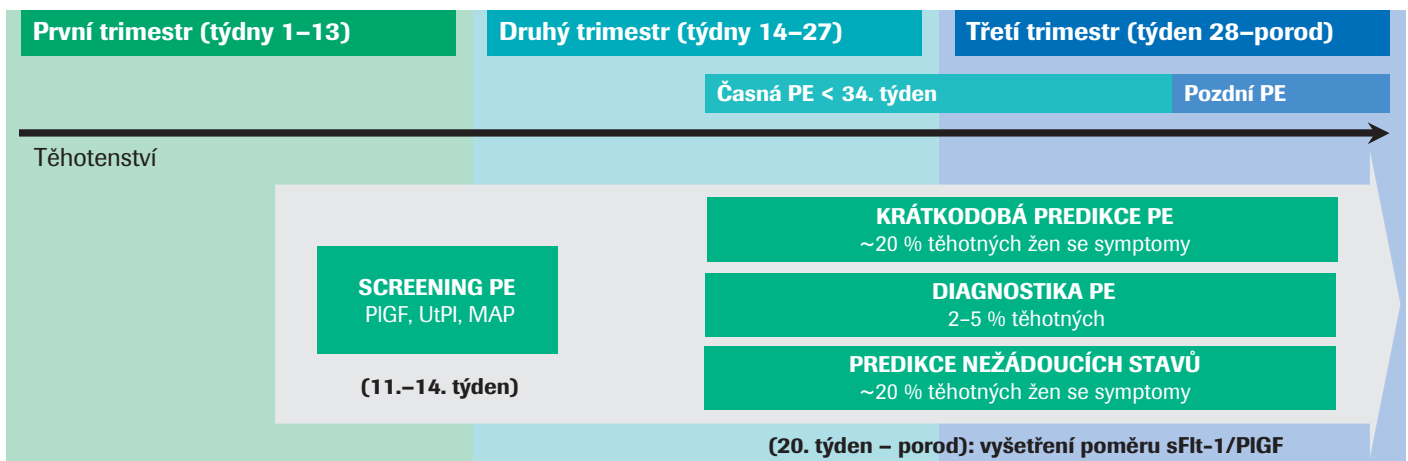 První trimestr (týdny 1–13)
Druhý trimestr (týdny 14–27)
Třetí trimestr (týden 28–porod)
Časná PE < 34. týden
Pozdní PE
Těhotenství
SCREENING PE
PlGF, UtPI, MAP
(11.–14. týden)
KRÁTKODOBÁ PREDIKCE PE
~20 % těhotných žen se symptomy
DIAGNOSTIKA PE
2–5 % těhotných
PREDIKCE NEŽÁDOUCÍCH STAVŮ
~20 % těhotných žen se symptomy
(20. týden – porod): vyšetření poměru sFlt-1/PlGF